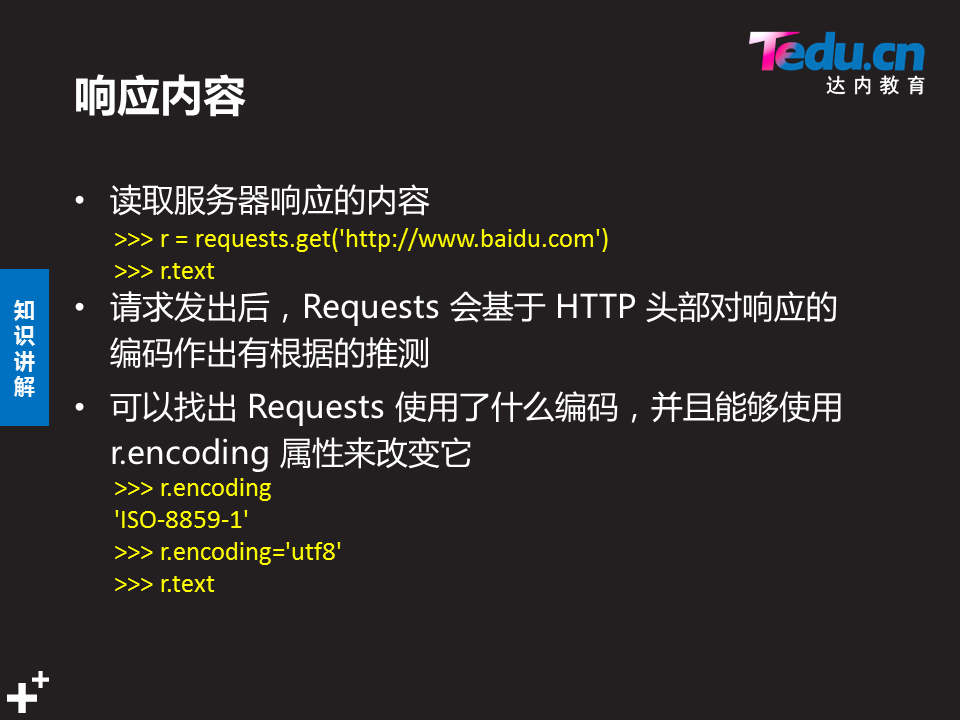 Tedu.cn
达内教育
响应内容
• 读取服务器响应的内容
>>> r = requests.get('http://www.baidu.com')
>>> r.text
• 请求发出后，Requests 会基于 HTTP 头部对响应的
编码作出有根据的推测
• 可以找出 Requests 使用了什么编码，并且能够使用
r.encoding 属性来改变它
>>> r.encoding
'ISO-8859-1'
>>> r.encoding='utf8'
>>> r.text
知
识
讲
解